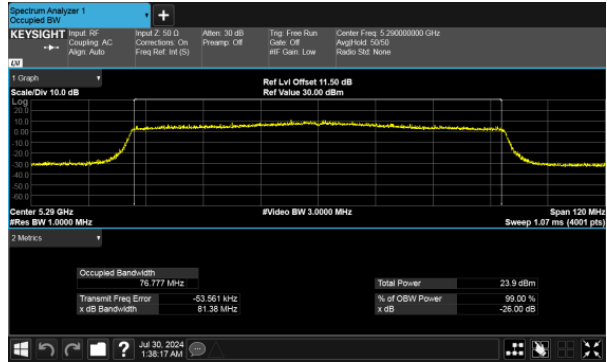 Spectrum Analyzer 1
Occupied BW
+
KEYSIGHT Input: RF Input Z: 50 Ω Atten: 30 dB Trig: Free Run Center Freq: 5.290000000 GHz
Coupling: AC Corrections: On Preamp: Off Gate: Off Avg|Hold: 50/50
Align: Auto Freq Ref: Int (S) #IF Gain: Low Radio Std: None
LXI
1 Graph Ref Lvl Offset 11.50 dB
Scale/Div 10.0 dB Ref Value 30.00 dBm
Log
20.0
10.0
0.00
-10.0
-20.0
-30.0
-40.0
-50.0
-60.0
Center 5.29 GHz #Video BW 3.0000 MHz Span 120 MHz
#Res BW 1.0000 MHz Sweep 1.07 ms (4001 pts)
2 Metrics
Occupied Bandwidth
76.777 MHz Total Power 23.9 dBm
Transmit Freq Error -53.561 kHz % of OBW Power 99.00 %
x dB Bandwidth 81.38 MHz x dB -26.00 dB
? Jul 30, 2024
1:38:17 AM